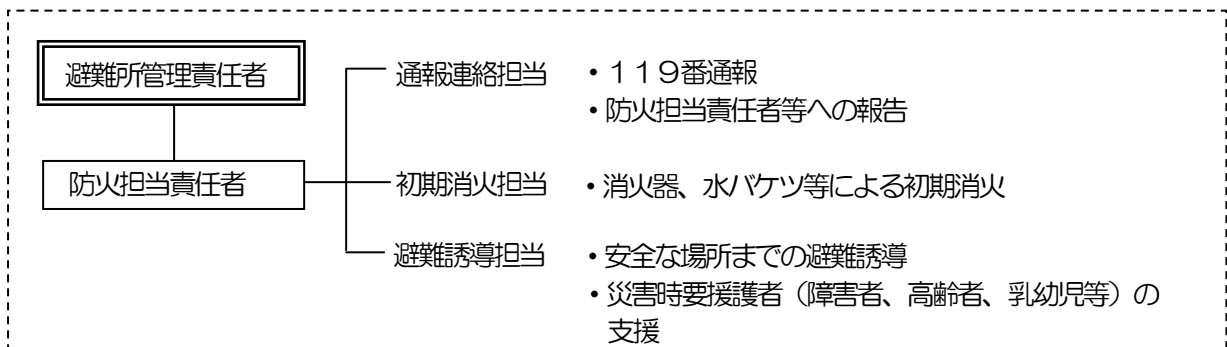 避難所管理責任者
防火担当責任者
通報連絡担当
・119番通報
・防火担当責任者等への報告
初期消火担当
・消火器、水バケツ等による初期消火
避難誘導担当
・安全な場所までの避難誘導
・災害時要援護者（障害者、高齢者、乳幼児等）の
支援